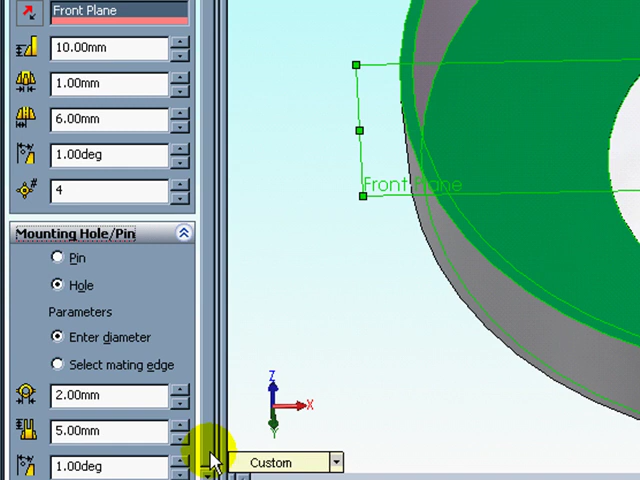 Front Plane
10.00mm
1.00mm
6.00mm
1.00deg
4
Mounting Hole/Pin
Pin
Hole
Parameters
Enter diameter
Select mating edge
2.00mm
5.00mm
1.00deg
Front Plane
Z
X
Y
Custom